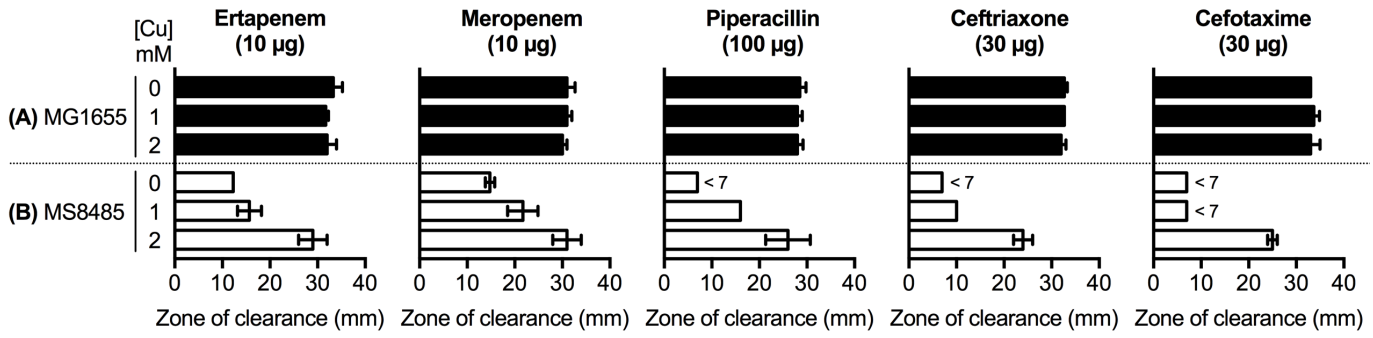 [Cu]
mM
Ertapenem
(10 µg)
Meropenem
(10 µg)
Piperacillin
(100 µg)
Ceftriaxone
(30 µg)
Cefotaxime
(30 µg)
(A) MG1655
0
1
2
(B) MS8485
0 < 7 < 7 < 7
1 < 7
2
0 10 20 30 40 0 10 20 30 40 0 10 20 30 40 0 10 20 30 40 0 10 20 30 40
Zone of clearance (mm) Zone of clearance (mm) Zone of clearance (mm) Zone of clearance (mm) Zone of clearance (mm)